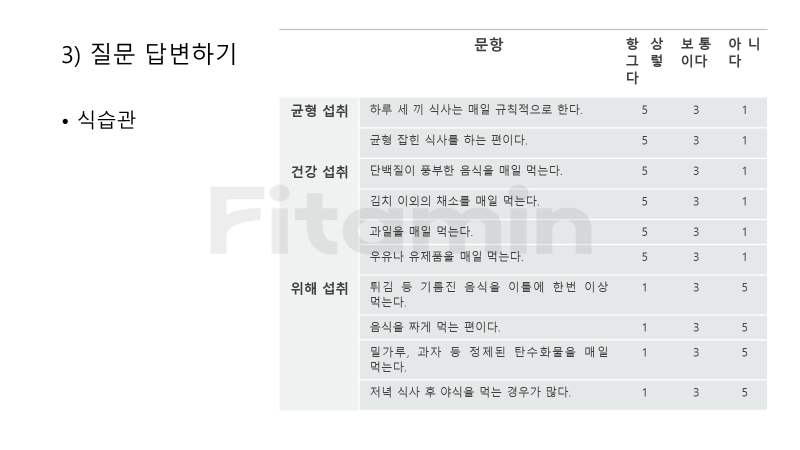 3) 질문 답변하기
• 식습관
문항
항 상 그 렇 다
보 통 이다
아 니 다
균형 섭취
하루 세 끼 식사는 매일 규칙적으로 한다. 5 3 1
균형 잡힌 식사를 하는 편이다. 5 3 1
건강 섭취
단백질이 풍부한 음식을 매일 먹는다. 5 3 1
김치 이외의 채소를 매일 먹는다. 5 3 1
과일을 매일 먹는다. 5 3 1
우유나 유제품을 매일 먹는다. 5 3 1
위해 섭취
튀김 등 기름진 음식을 이틀에 한번 이상
먹는다.
1 3 5
음식을 짜게 먹는 편이다. 1 3 5
밀가루, 과자 등 정제된 탄수화물을 매일
먹는다.
1 3 5
저녁 식사 후 야식을 먹는 경우가 많다. 1 3 5
Fitamin